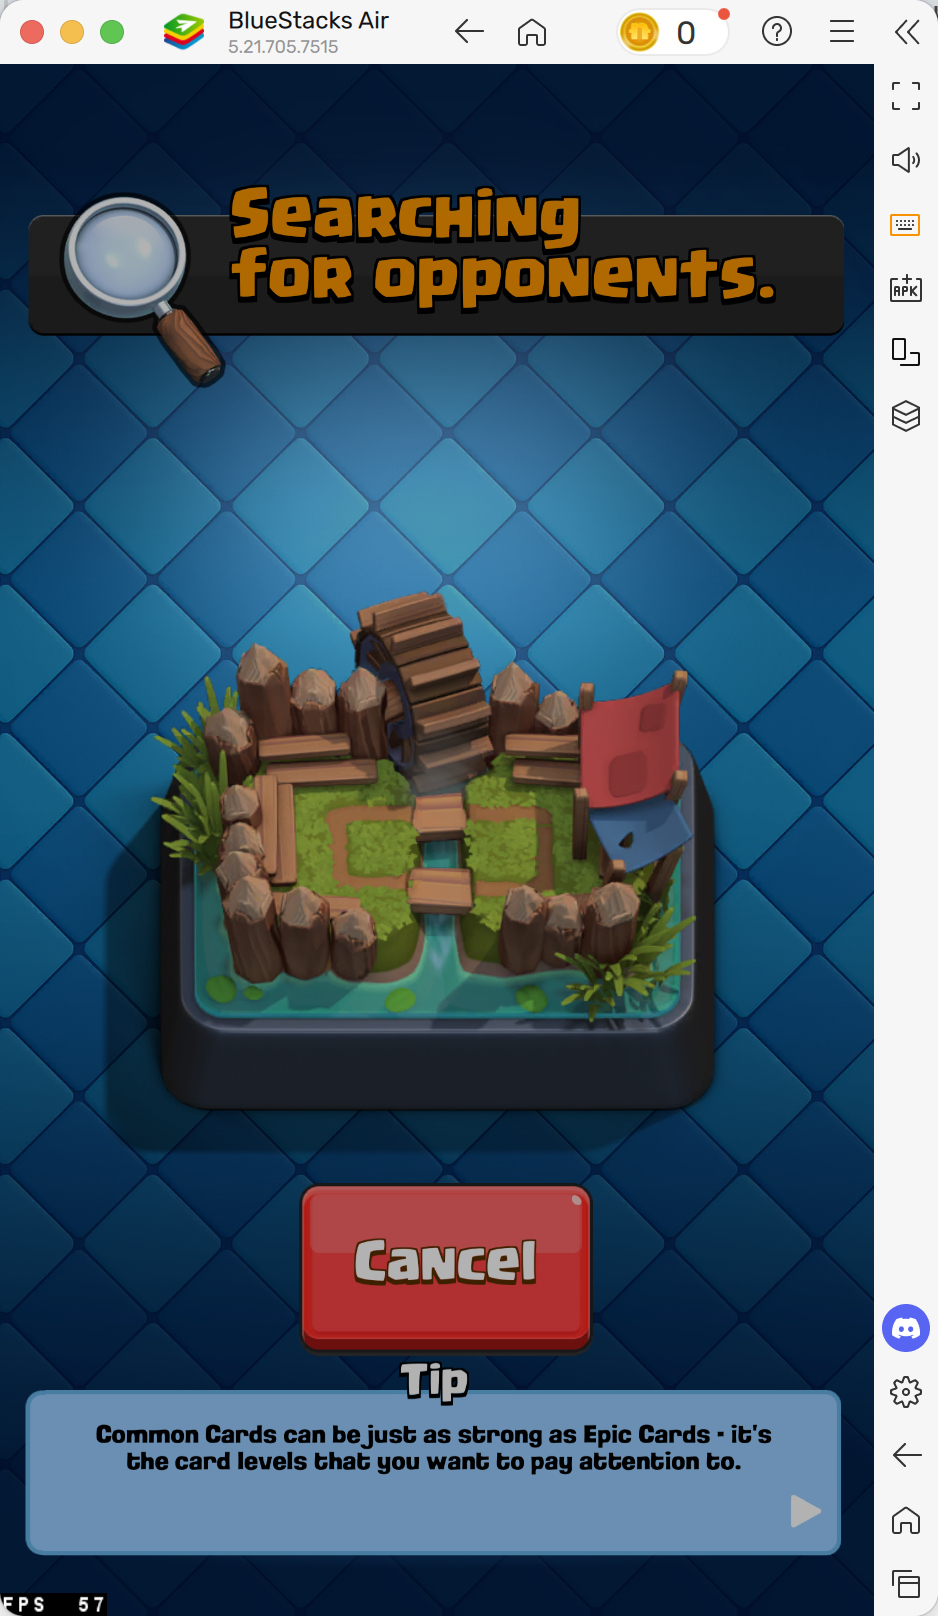 BlueStacks Air
5.21.705.7515
0
APK
Searching
for opponents.
Cancel
Tip
Common Cards can be just as strong as Epic Cards - it's
the card levels that you want to pay attention to.
FPS 57